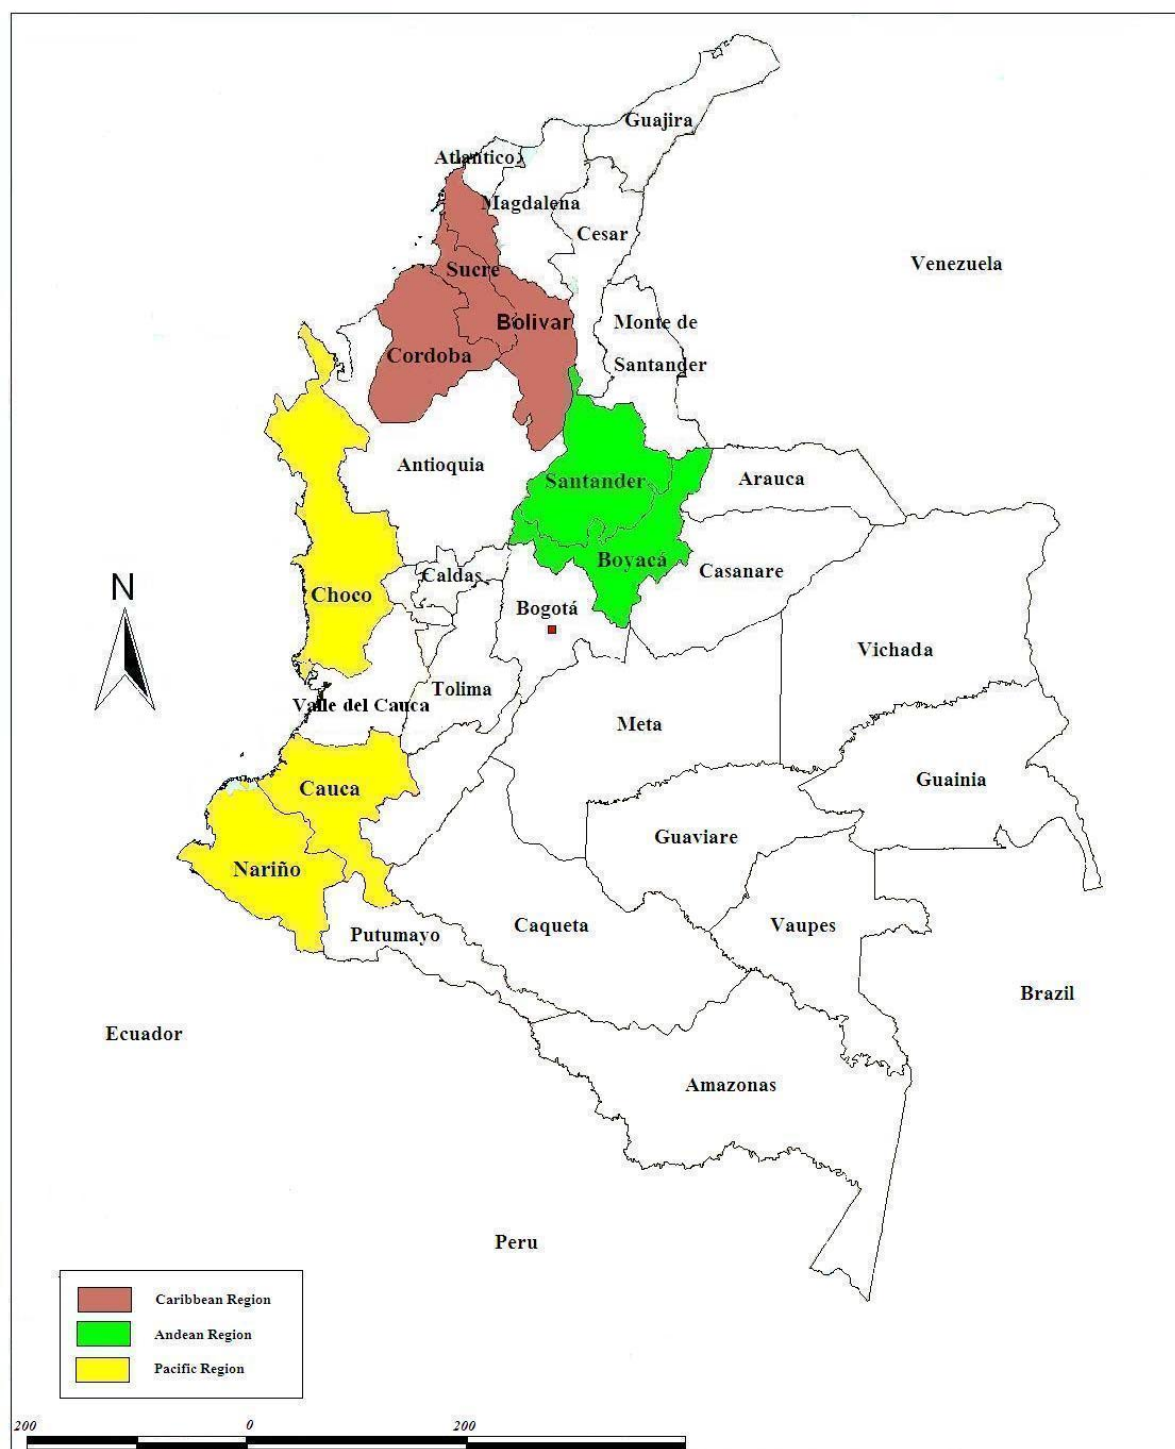 Guajira
Atlantico
Magdalena
Cesar
Sucre
Venezuela
Bolivar
Monte de
Santander
Cordoba
Antioquia
Santander
Arauca
Boyacá
Casanare
Caldas
Choco
Bogotá
N
Vichada
Tolima
Valle del Cauca
Meta
Guainia
Cauca
Guaviare
Nariño
Caqueta
Vaupes
Putumayo
Brazil
Ecuador
Amazonas
Peru
Caribbean Region
Andean Region
Pacific Region
200 0 200